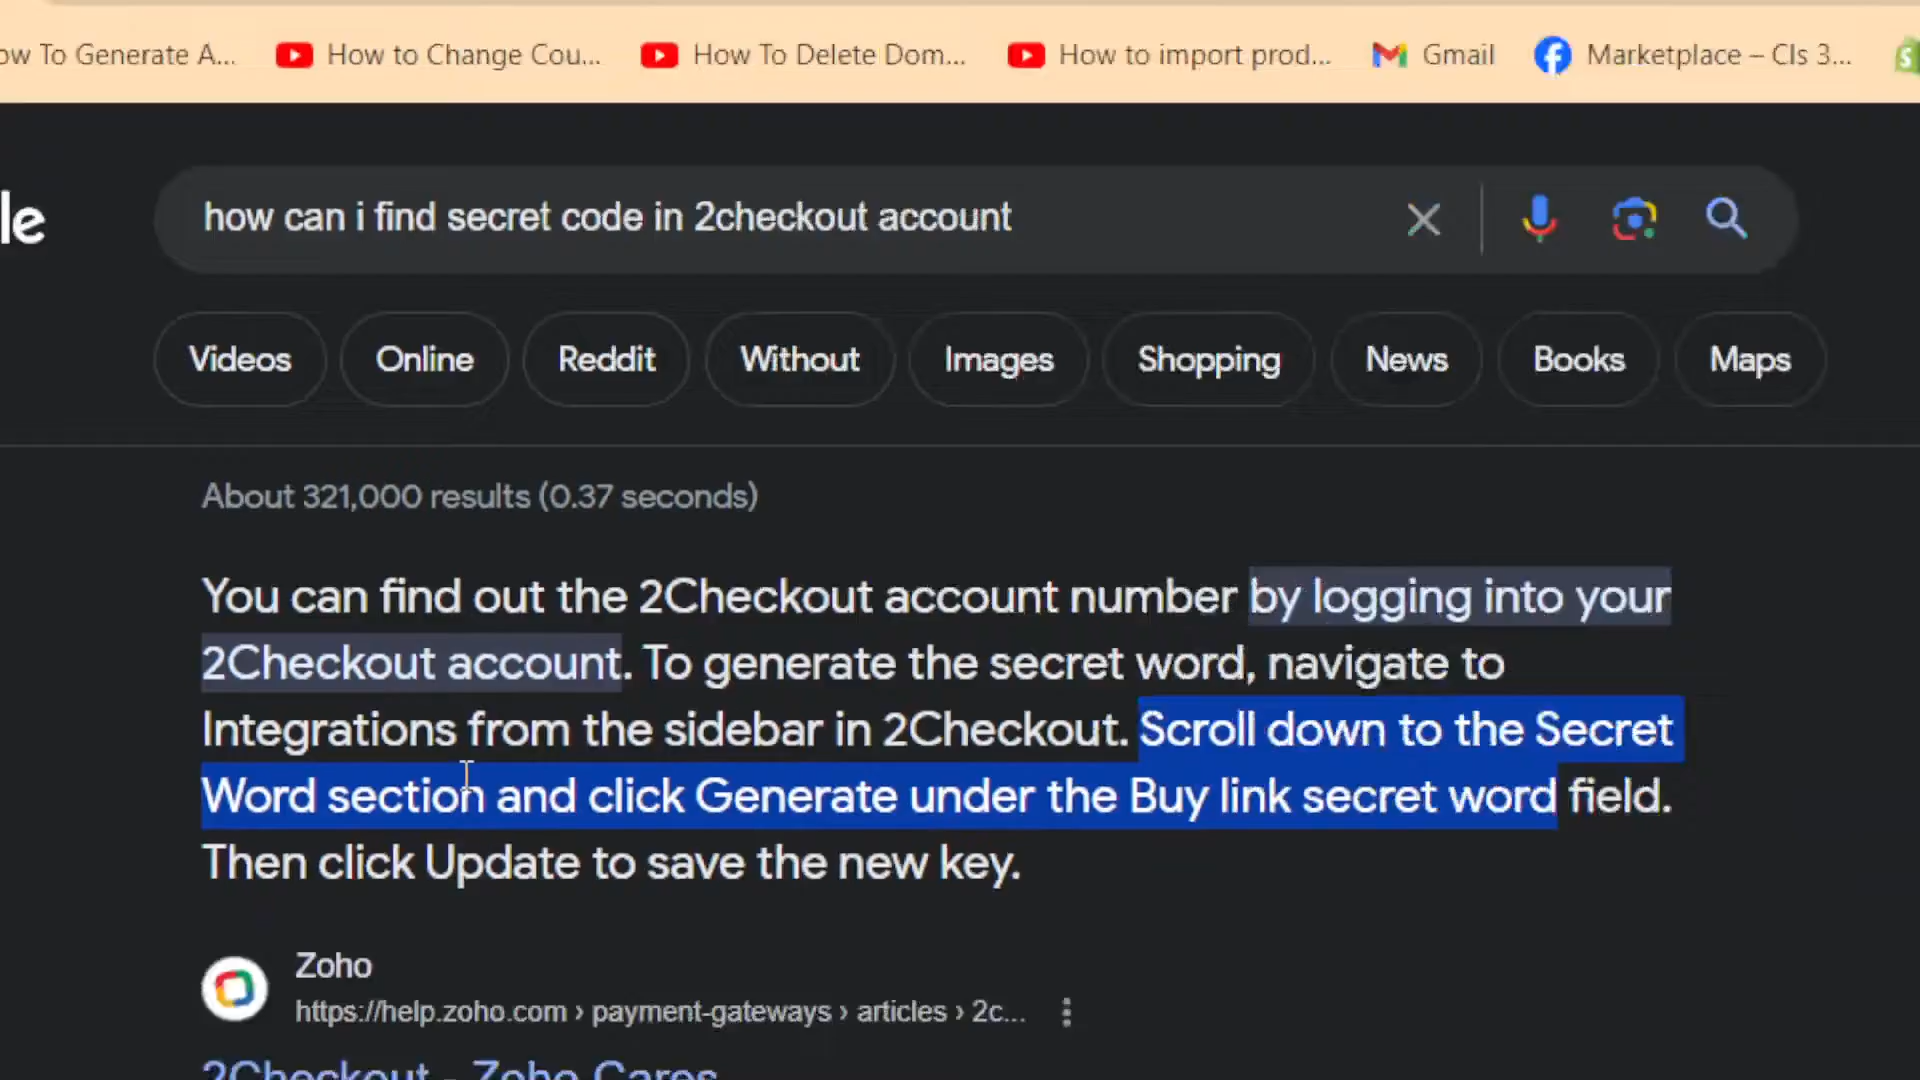 ow To Generate A... How to Change Cou... How To Delete Dom... How to import prod... Gmail Marketplace – Cls 3...
le
how can i find secret code in 2checkout account
Videos Online Reddit Without Images Shopping News Books Maps
About 321,000 results (0.37 seconds)
You can find out the 2Checkout account number by logging into your
2Checkout account. To generate the secret word, navigate to
Integrations from the sidebar in 2Checkout. Scroll down to the Secret
Word section and click Generate under the Buy link secret word field.
Then click Update to save the new key.
Zoho
https://help.zoho.com › payment-gateways › articles › 2c...
2Checkout - Zoho Cares